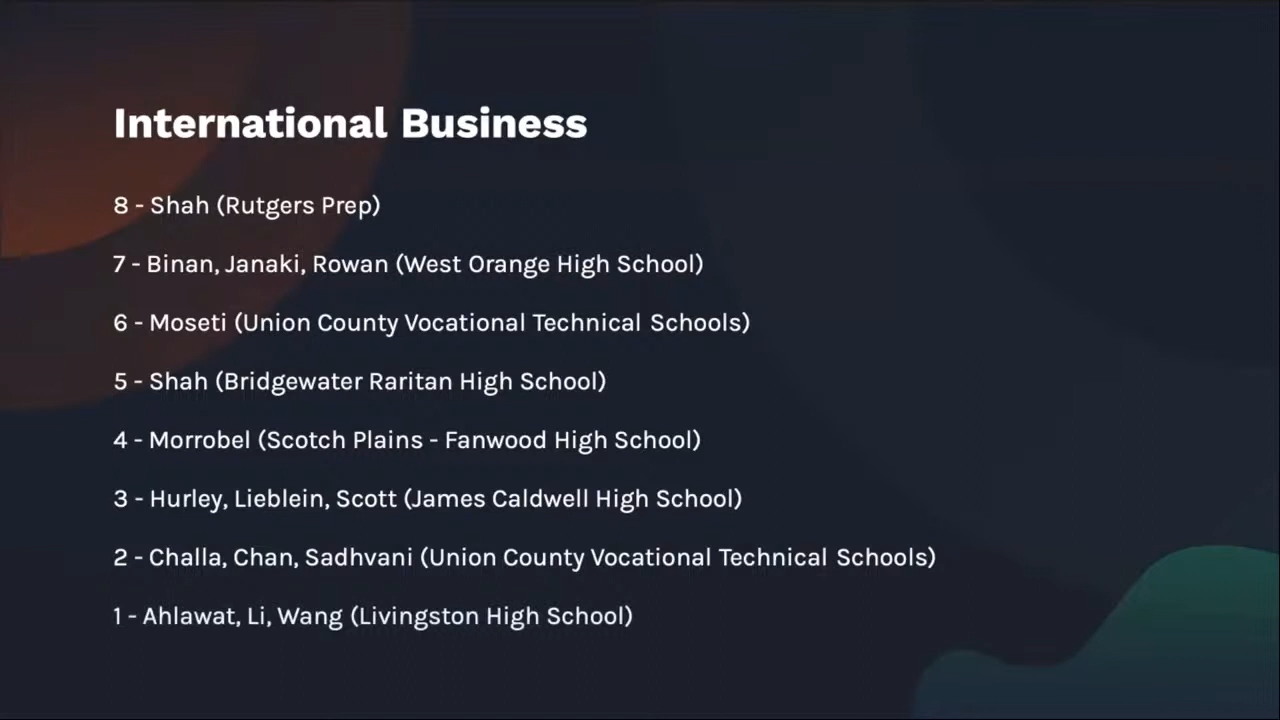 International Business
8 - Shah (Rutgers Prep)
7 - Binan, Janaki, Rowan (West Orange High School)
6 - Moseti (Union County Vocational Technical Schools)
5 - Shah (Bridgewater Raritan High School)
4 - Morrobel (Scotch Plains - Fanwood High School)
3 - Hurley, Lieblein, Scott (James Caldwell High School)
2 - Challa, Chan, Sadhvani (Union County Vocational Technical Schools)
1 - Ahlawat, Li, Wang (Livingston High School)